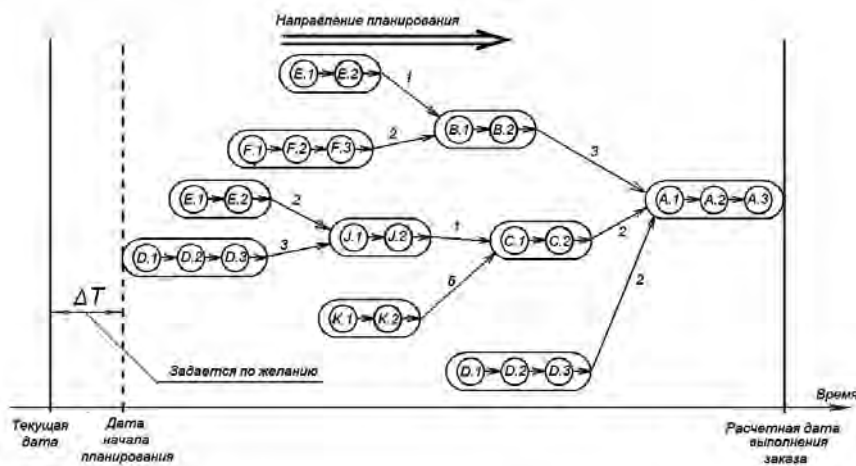 Направление планирования
E.1 E.2 1
B.1 B.2
F.1 F.2 F.3 2
3
E.1 E.2 2
A.1 A.2 A.3
J.1 J.2 1
C.1 C.2 2
D.1 D.2 D.3 3
2
ΔT
K.1 K.2 6
D.1 D.2 D.3
Задается по желанию
Время
Текущая
дата
Дата
начала
планирования
Расчетная дата
выполнения
заказа